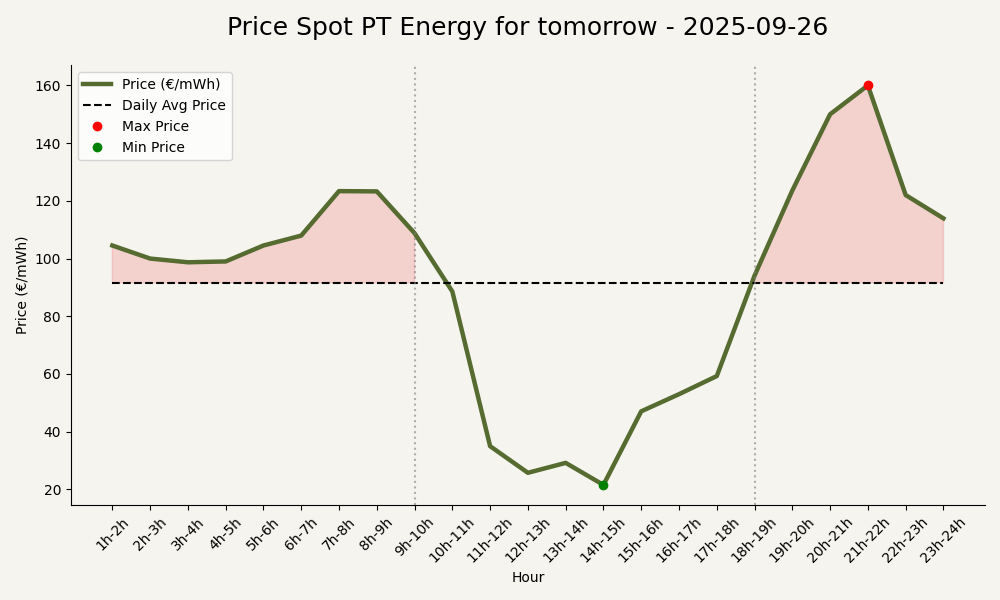 Price Spot PT Energy for tomorrow - 2025-09-26
Price (€/mWh)
Daily Avg Price
Max Price
Min Price
Price (€/mWh)
160
140
120
100
80
60
40
20
1h-2h
2h-3h
3h-4h
4h-5h
5h-6h
6h-7h
7h-8h
8h-9h
9h-10h
10h-11h
11h-12h
12h-13h
13h-14h
14h-15h
15h-16h
16h-17h
17h-18h
18h-19h
19h-20h
20h-21h
21h-22h
22h-23h
23h-24h
Hour